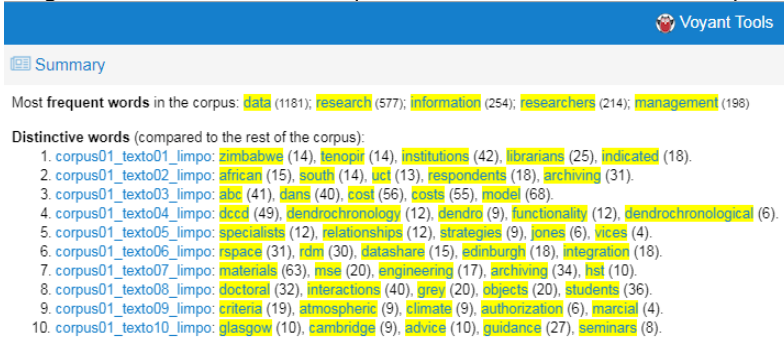 Voyant Tools
Summary
Most frequent words in the corpus: data (1181); research (577); information (254); researchers (214); management (198)
Distinctive words (compared to the rest of the corpus):
1. corpus01_texto01_limpo: zimbabwe (14), tenopir (14), institutions (42), librarians (25), indicated (18).
2. corpus01_texto02_limpo: african (15), south (14), uct (13), respondents (18), archiving (31).
3. corpus01_texto03_limpo: abc (41), dans (40), cost (56), costs (55), model (68).
4. corpus01_texto04_limpo: dccd (49), dendrochronology (12), dendro (9), functionality (12), dendrochronological (6).
5. corpus01_texto05_limpo: specialists (12), relationships (12), strategies (9), jones (6), vices (4).
6. corpus01_texto06_limpo: rspace (31), rdm (30), datashare (15), edinburgh (18), integration (18).
7. corpus01_texto07_limpo: materials (63), mse (20), engineering (17), archiving (34), hst (10).
8. corpus01_texto08_limpo: doctoral (32), interactions (40), grey (20), objects (20), students (36).
9. corpus01_texto09_limpo: criteria (19), atmospheric (9), climate (9), authorization (6), marcial (4).
10. corpus01_texto10_limpo: glasgow (10), cambridge (9), advice (10), guidance (27), seminars (8).